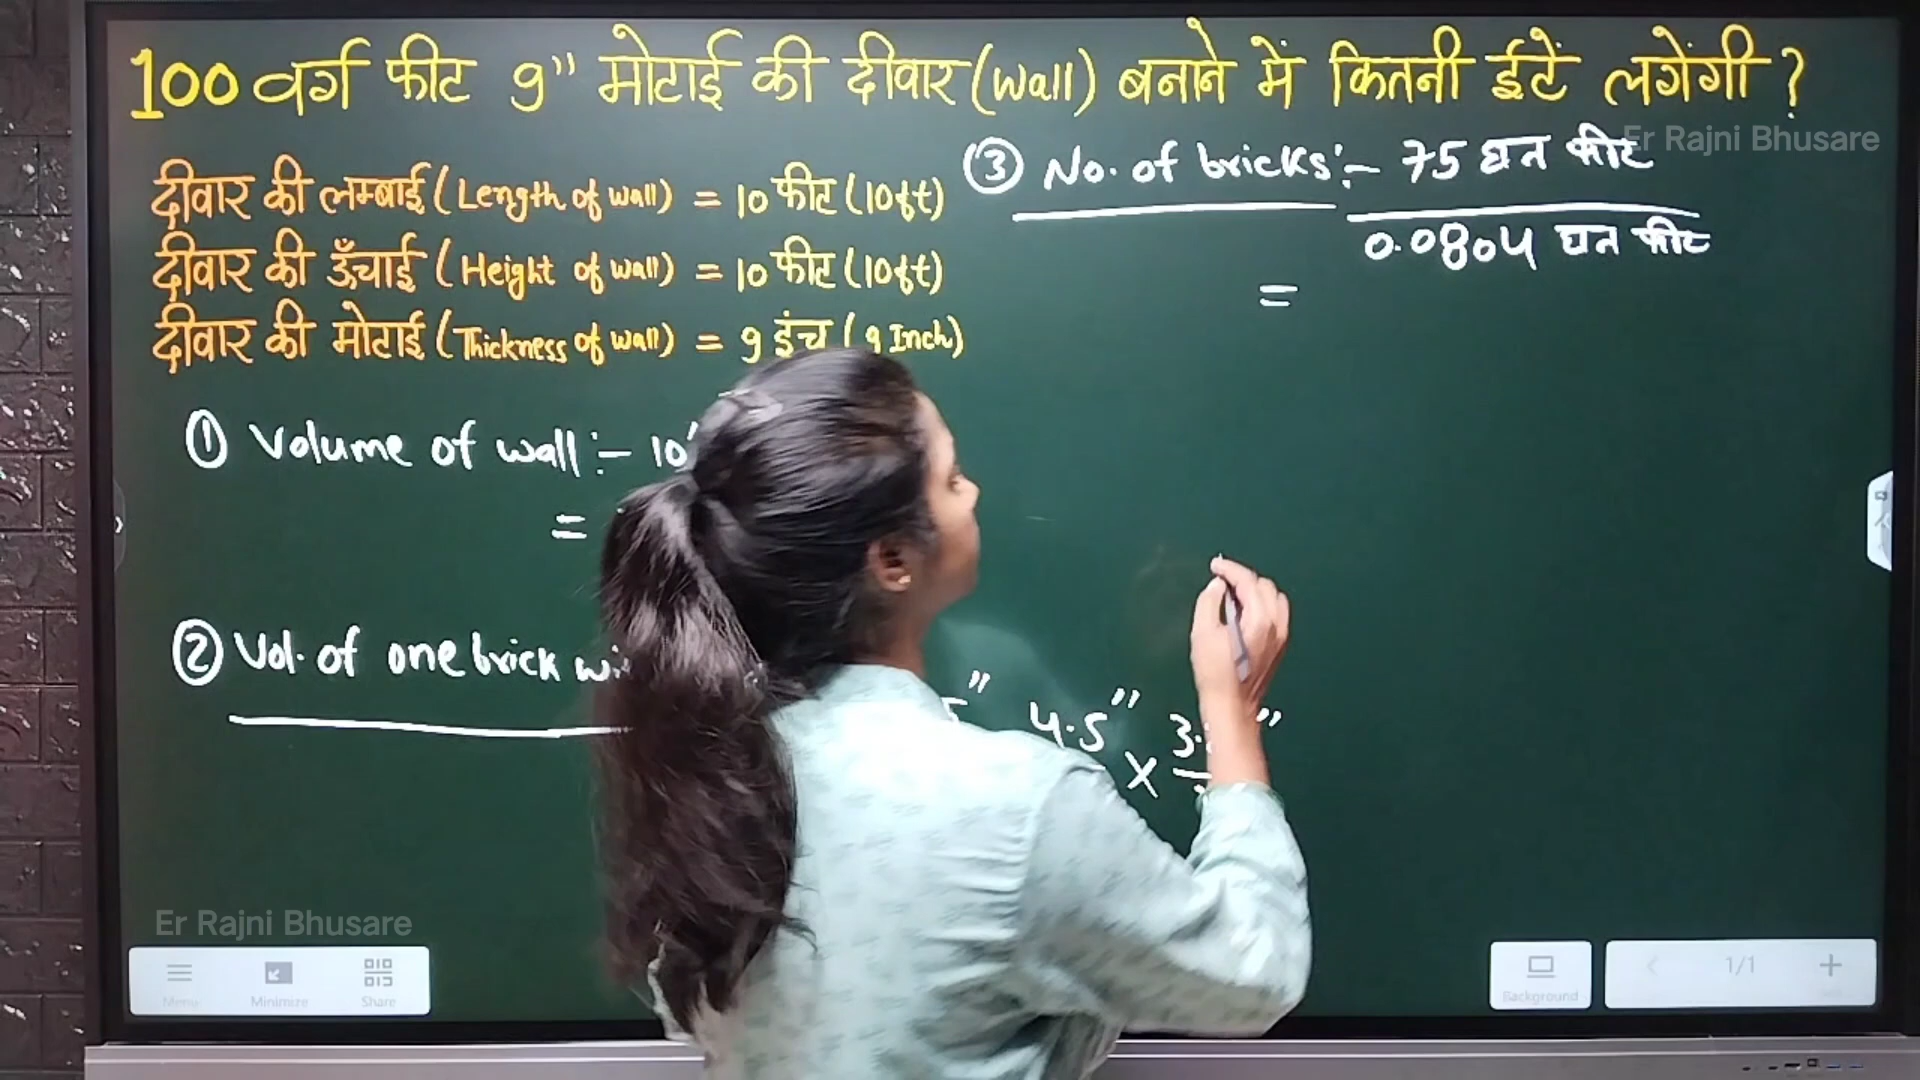 100 वर्ग फीट 9" मोटाई की दीवार (Wall) बनाने में कितनी ईटें लगेंगी ?
दीवार की लम्बाई (Length of wall) = 10 फीट (10ft)
दीवार की ऊँचाई (Height of wall) = 10 फीट (10ft)
दीवार की मोटाई (Thickness of wall) = 9 इंच (9 Inch)
① Volume of wall :- 10'
=
② Vol. of one brick
4.5" × 3. "
③ No. of bricks :- 75 घन फीट
0.0804 घन फीट
=
Er Rajni Bhusare
Er Rajni Bhusare
Menu Minimize Share
Background
1/1